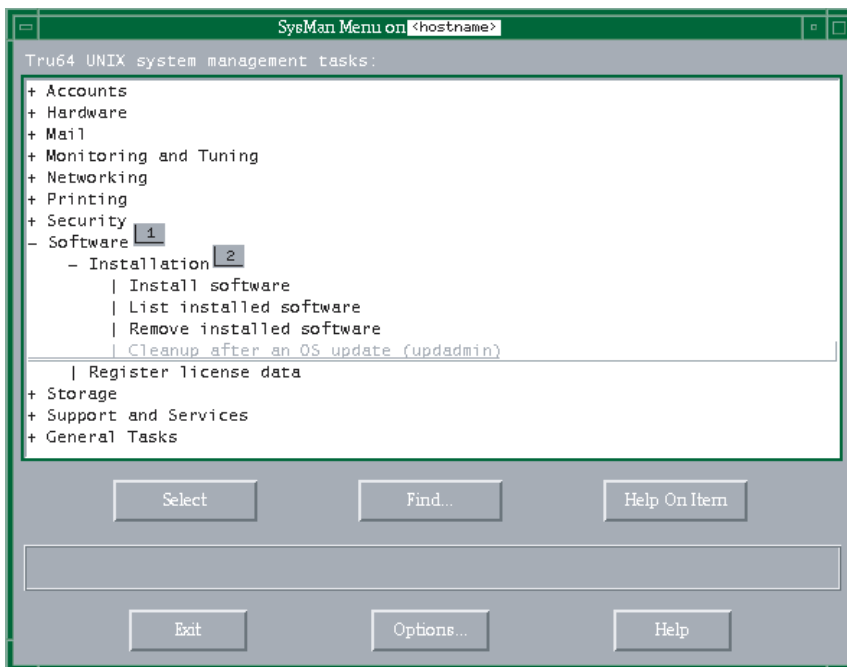 SysMan Menu on <hostname>
Tru64 UNIX system management tasks:
+ Accounts
+ Hardware
+ Mail
+ Monitoring and Tuning
+ Networking
+ Printing
+ Security
- Software 1
- Installation 2
| Install software
| List installed software
| Remove installed software
| Cleanup after an OS update (updadmin)
| Register license data
+ Storage
+ Support and Services
+ General Tasks
Select Find... Help On Item
Exit Options... Help